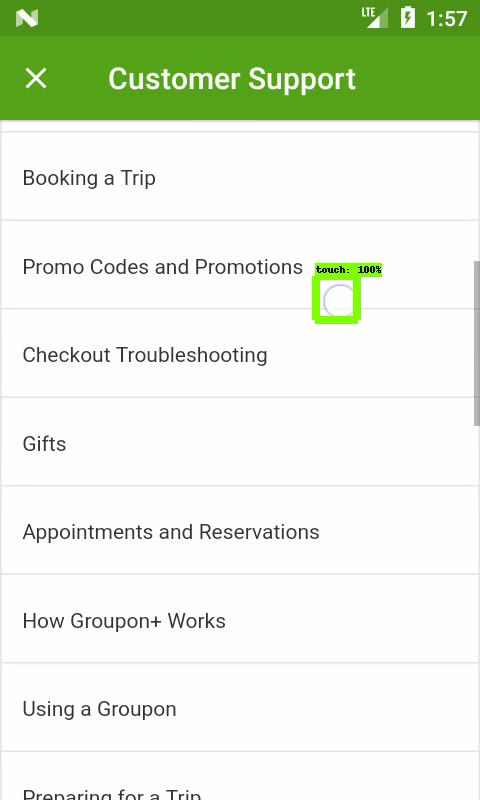 LTE 1:57
Customer Support
Booking a Trip
Promo Codes and Promotions
touch: 100%
Checkout Troubleshooting
Gifts
Appointments and Reservations
How Groupon+ Works
Using a Groupon
Preparing for a Trip